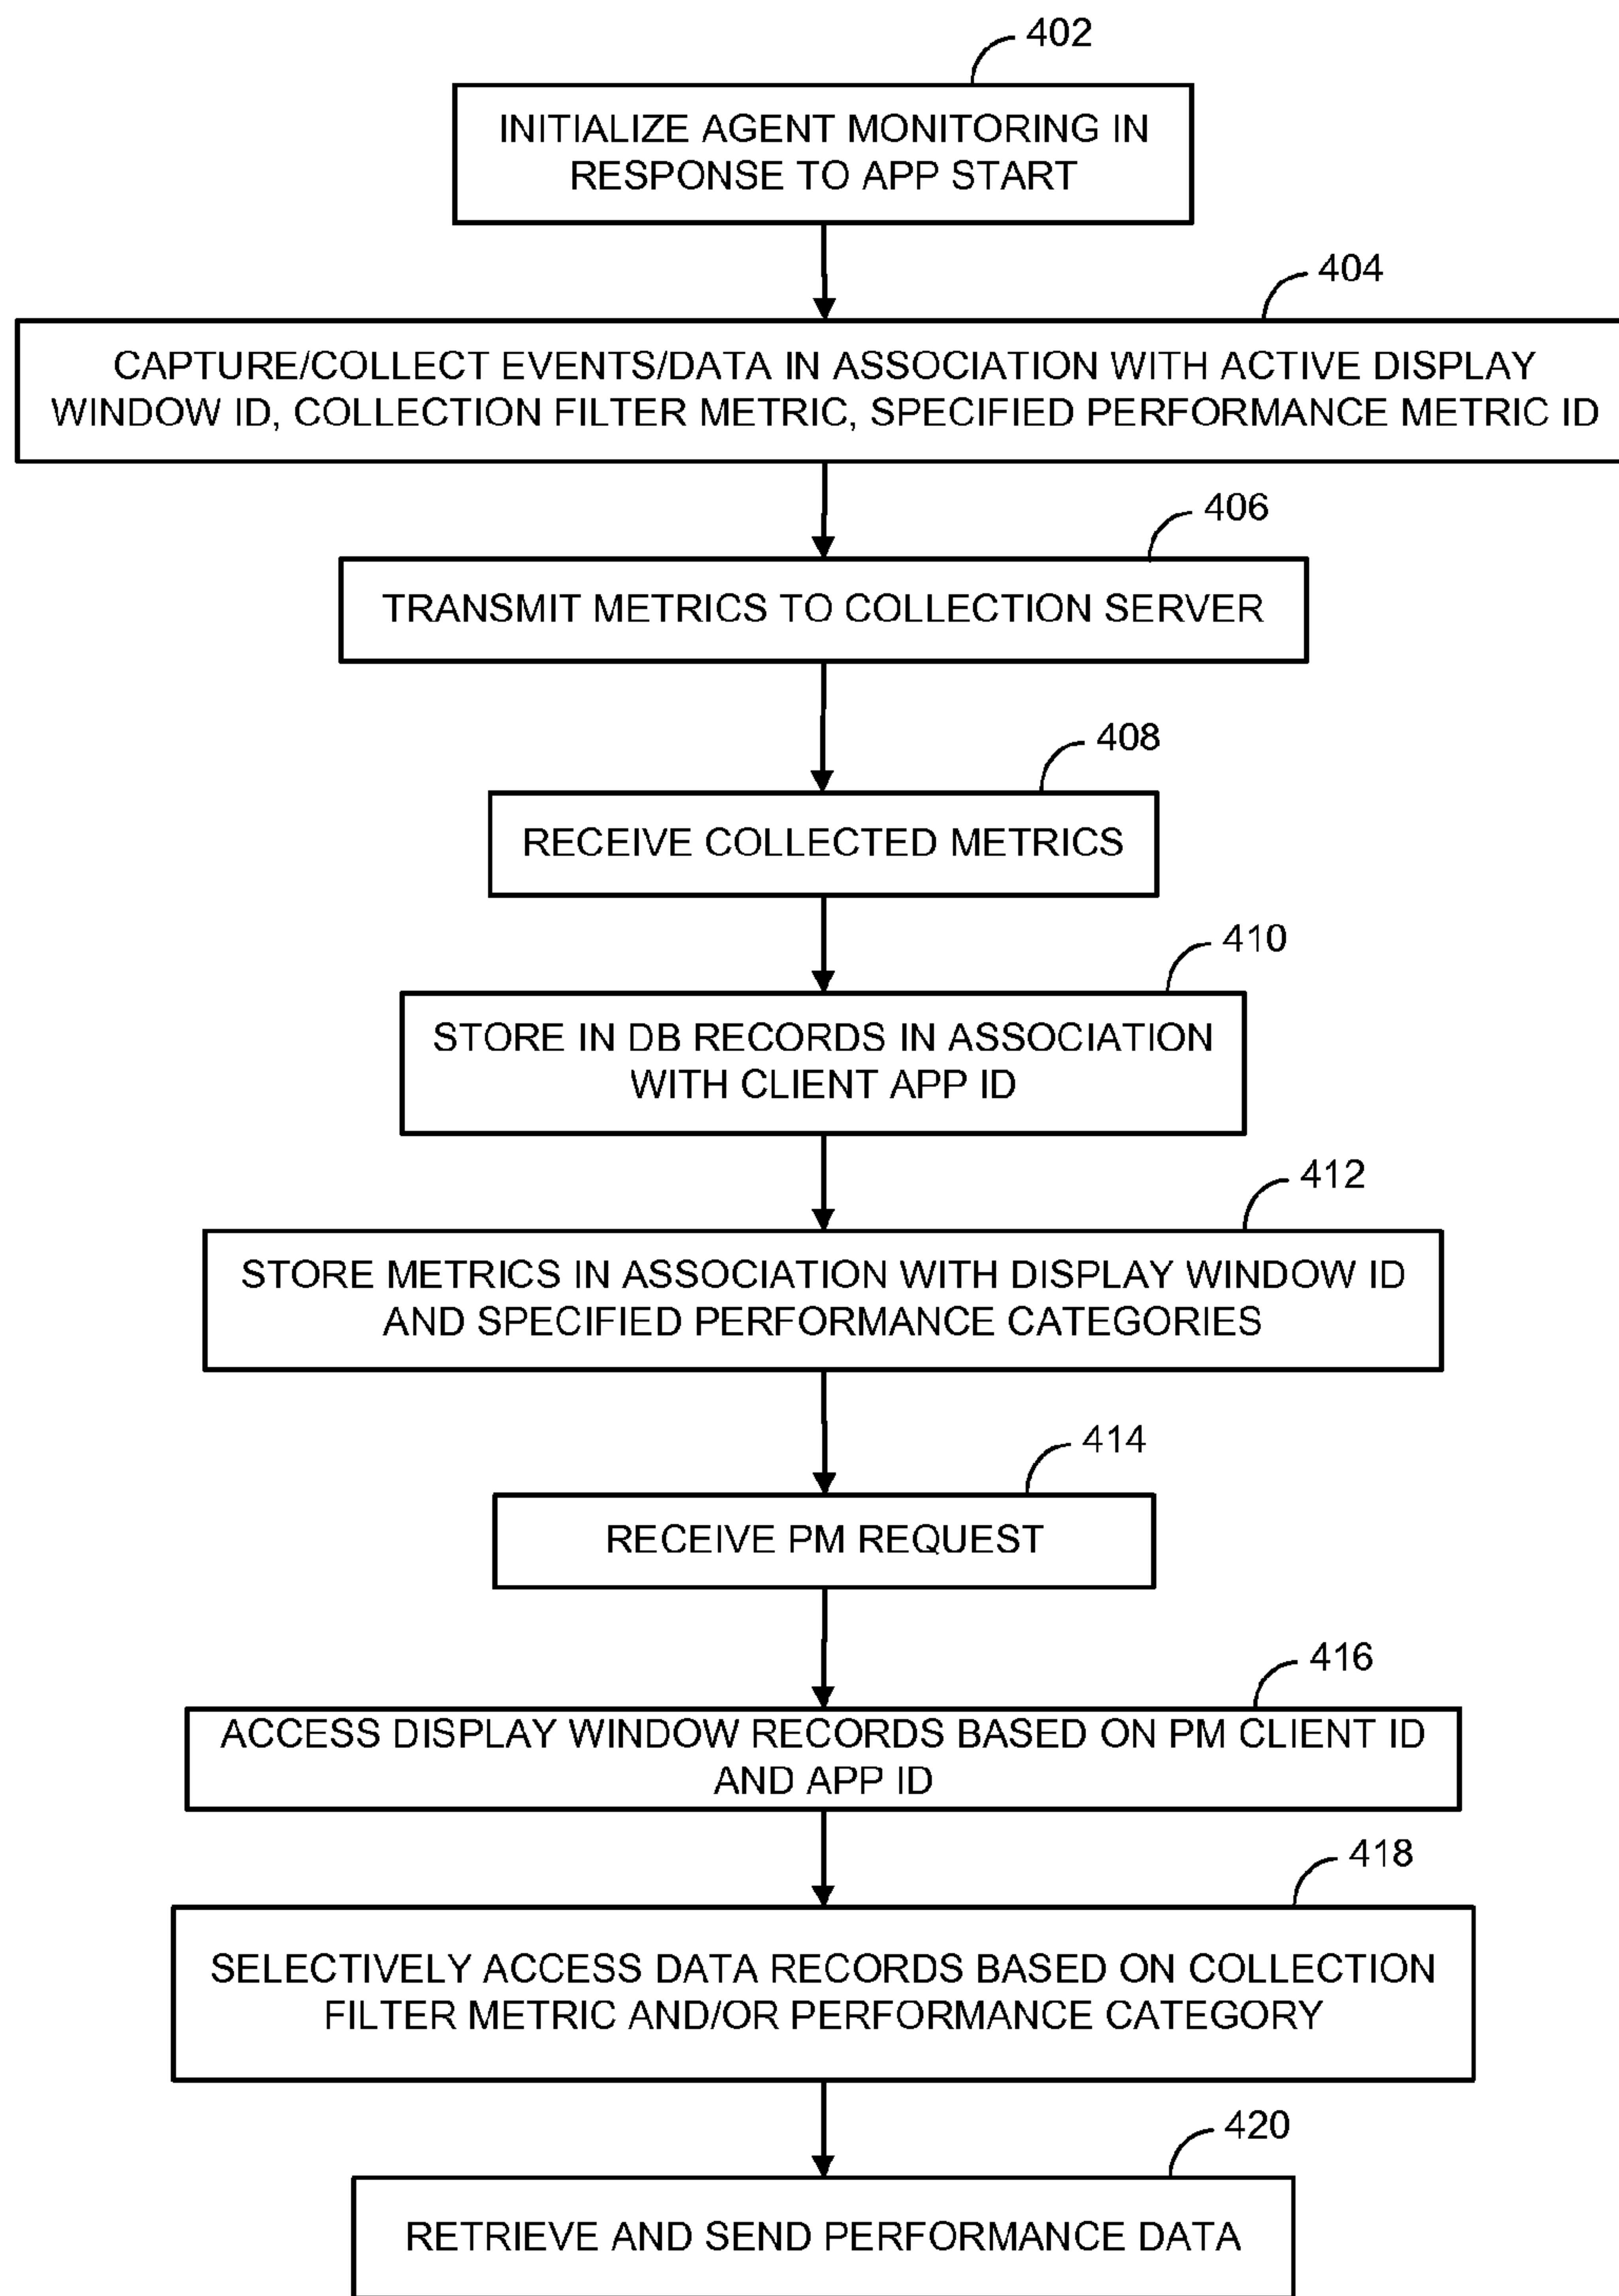 402
INITIALIZE AGENT MONITORING IN
RESPONSE TO APP START
404
CAPTURE/COLLECT EVENTS/DATA IN ASSOCIATION WITH ACTIVE DISPLAY
WINDOW ID, COLLECTION FILTER METRIC, SPECIFIED PERFORMANCE METRIC ID
406
TRANSMIT METRICS TO COLLECTION SERVER
408
RECEIVE COLLECTED METRICS
410
STORE IN DB RECORDS IN ASSOCIATION
WITH CLIENT APP ID
412
STORE METRICS IN ASSOCIATION WITH DISPLAY WINDOW ID
AND SPECIFIED PERFORMANCE CATEGORIES
414
RECEIVE PM REQUEST
416
ACCESS DISPLAY WINDOW RECORDS BASED ON PM CLIENT ID
AND APP ID
418
SELECTIVELY ACCESS DATA RECORDS BASED ON COLLECTION
FILTER METRIC AND/OR PERFORMANCE CATEGORY
420
RETRIEVE AND SEND PERFORMANCE DATA